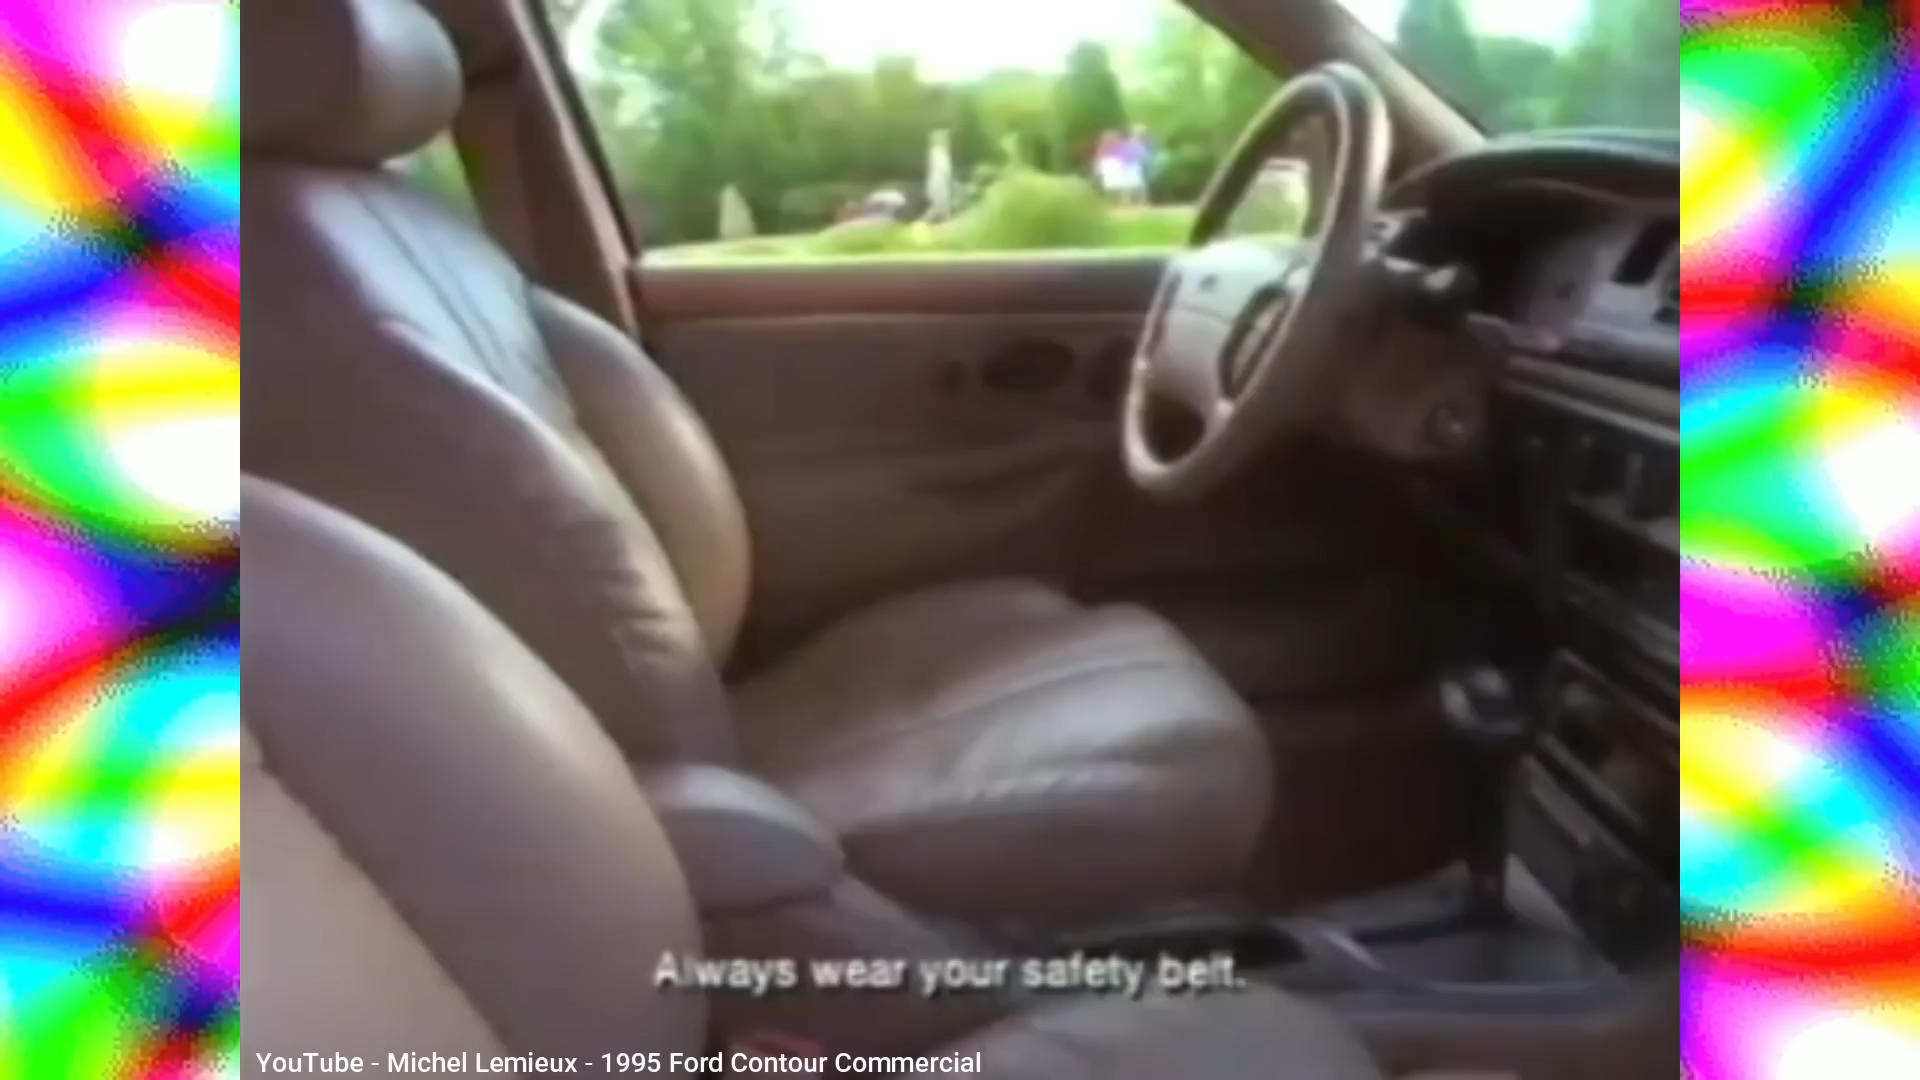 Always wear your safety belt.
YouTube - Michel Lemieux - 1995 Ford Contour Commercial